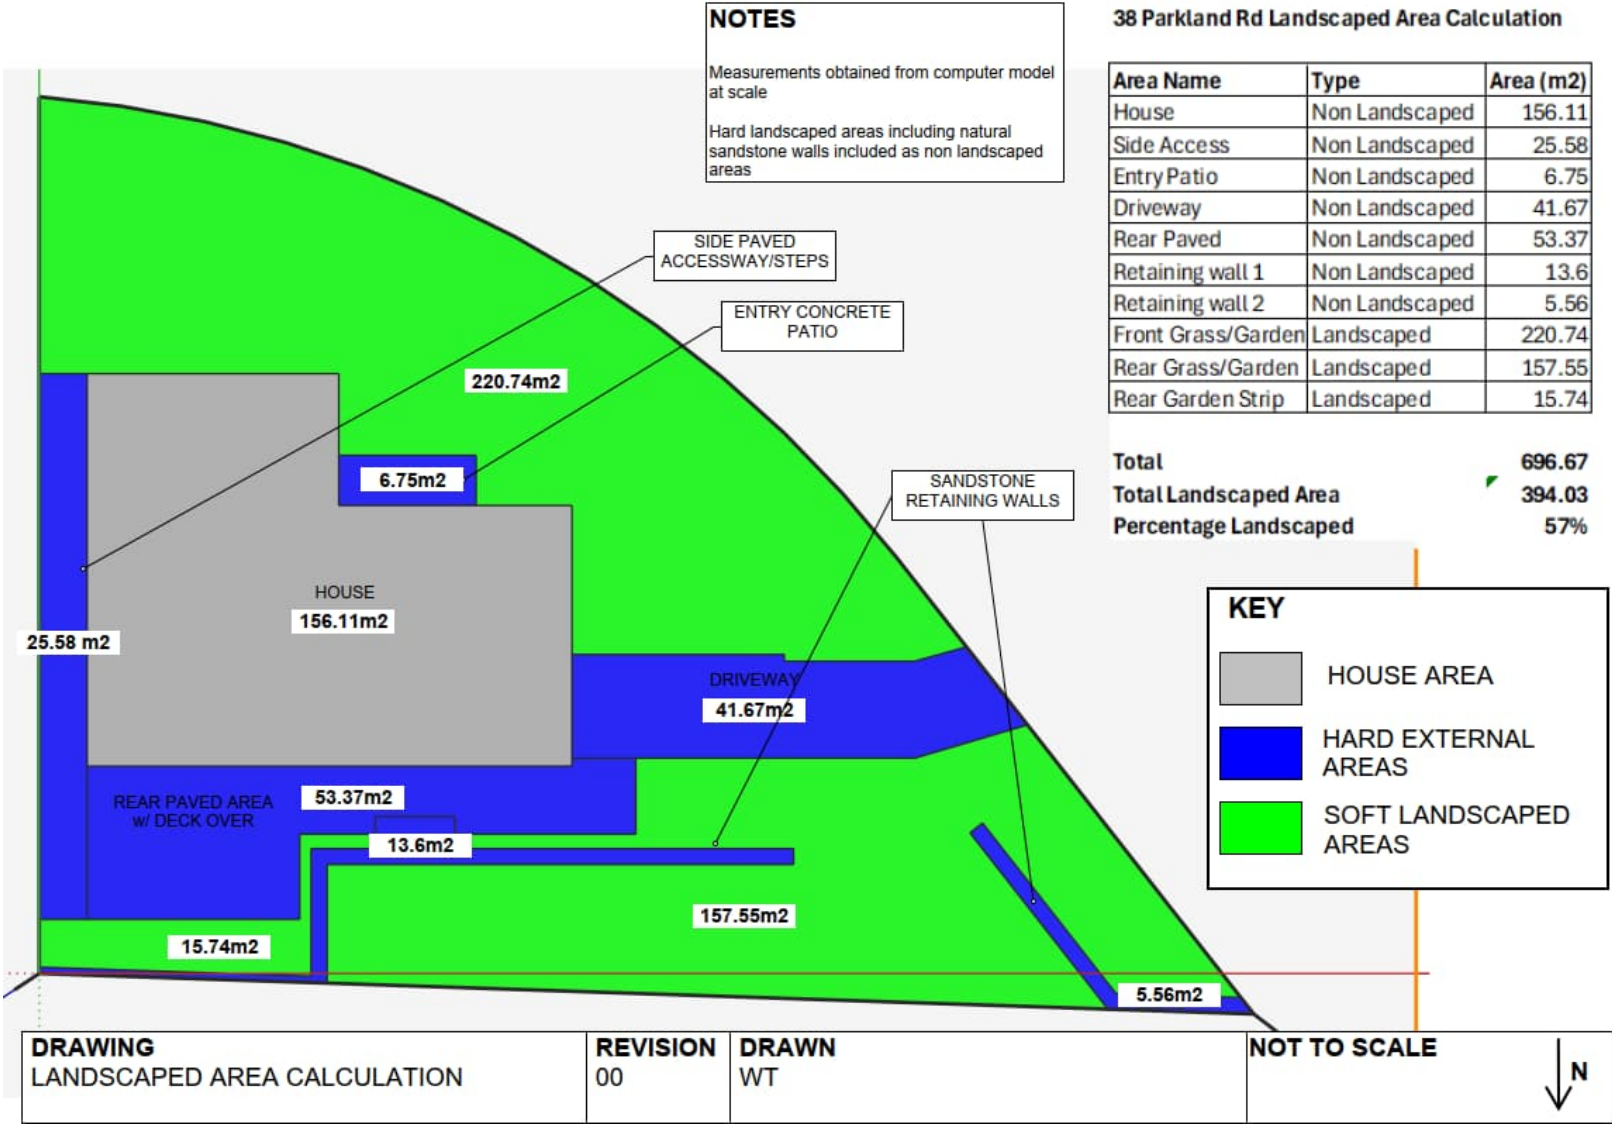 NOTES
Measurements obtained from computer model
at scale
Hard landscaped areas including natural
sandstone walls included as non landscaped
areas
38 Parkland Rd Landscaped Area Calculation
Area Name Type Area (m2)
House Non Landscaped 156.11
Side Access Non Landscaped 25.58
Entry Patio Non Landscaped 6.75
Driveway Non Landscaped 41.67
Rear Paved Non Landscaped 53.37
Retaining wall 1 Non Landscaped 13.6
Retaining wall 2 Non Landscaped 5.56
Front Grass/Garden Landscaped 220.74
Rear Grass/Garden Landscaped 157.55
Rear Garden Strip Landscaped 15.74
Total 696.67
Total Landscaped Area 394.03
Percentage Landscaped 57%
SIDE PAVED
ACCESSWAY/STEPS
ENTRY CONCRETE
PATIO
220.74m2
6.75m2
SANDSTONE
RETAINING WALLS
HOUSE
156.11m2
25.58 m2
DRIVEWAY
41.67m2
REAR PAVED AREA
w/ DECK OVER
53.37m2
13.6m2
157.55m2
15.74m2
5.56m2
KEY
HOUSE AREA
HARD EXTERNAL
AREAS
SOFT LANDSCAPED
AREAS
DRAWING
LANDSCAPED AREA CALCULATION
REVISION
00
DRAWN
WT
NOT TO SCALE
N